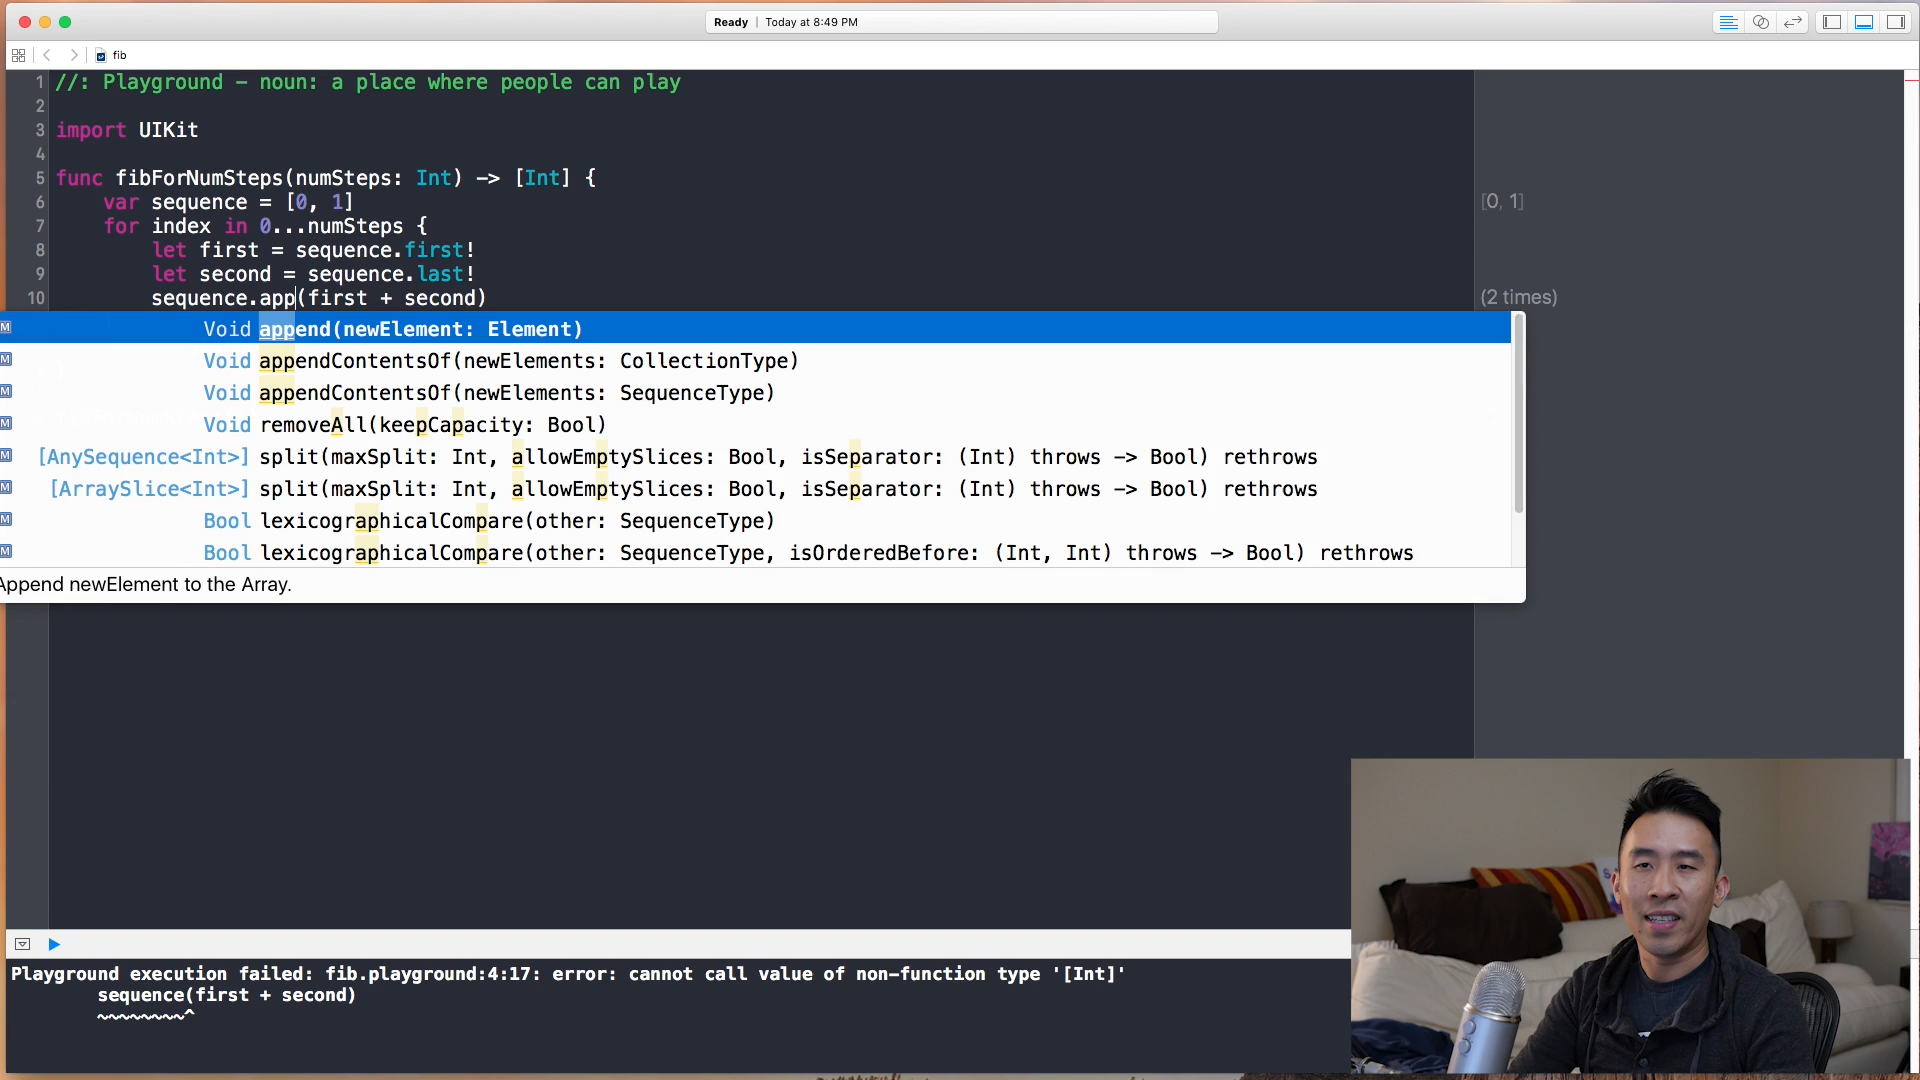 Ready | Today at 8:49 PM
fib
1 //: Playground - noun: a place where people can play
2
3 import UIKit
4
5 func fibForNumSteps(numSteps: Int) -> [Int] {
6 var sequence = [0, 1]
[0, 1]
7 for index in 0...numSteps {
8 let first = sequence.first!
9 let second = sequence.last!
10 sequence.app(first + second)
(2 times)
M Void append(newElement: Element)
M Void appendContentsOf(newElements: CollectionType)
M Void appendContentsOf(newElements: SequenceType)
M Void removeAll(keepCapacity: Bool)
M [AnySequence<Int>] split(maxSplit: Int, allowEmptySlices: Bool, isSeparator: (Int) throws -> Bool) rethrows
M [ArraySlice<Int>] split(maxSplit: Int, allowEmptySlices: Bool, isSeparator: (Int) throws -> Bool) rethrows
M Bool lexicographicalCompare(other: SequenceType)
M Bool lexicographicalCompare(other: SequenceType, isOrderedBefore: (Int, Int) throws -> Bool) rethrows
Append newElement to the Array.
Playground execution failed: fib.playground:4:17: error: cannot call value of non-function type '[Int]'
sequence(first + second)
~~~~~~~~^